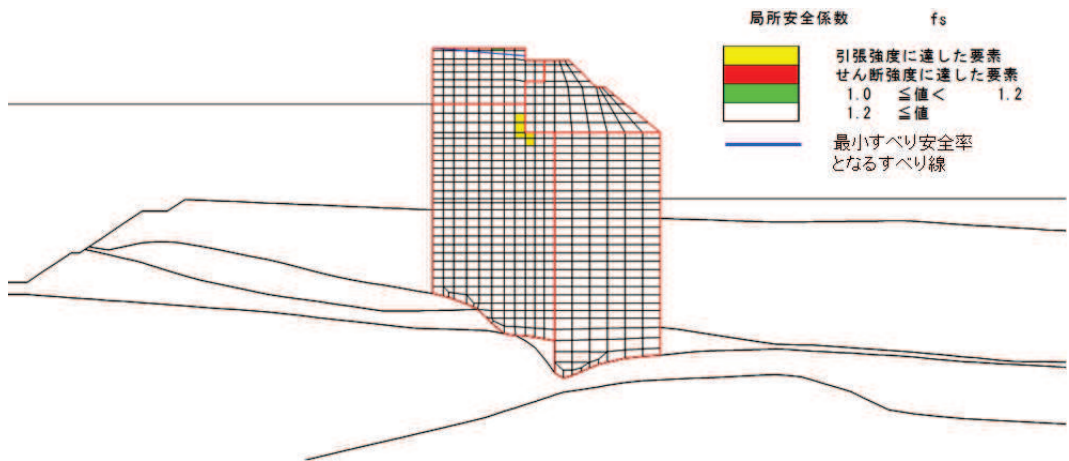 局所安全係数 fs
引張強度に達した要素
せん断強度に達した要素
1.0 ≦値< 1.2
1.2 ≦値
最小すべり安全率
となるすべり線